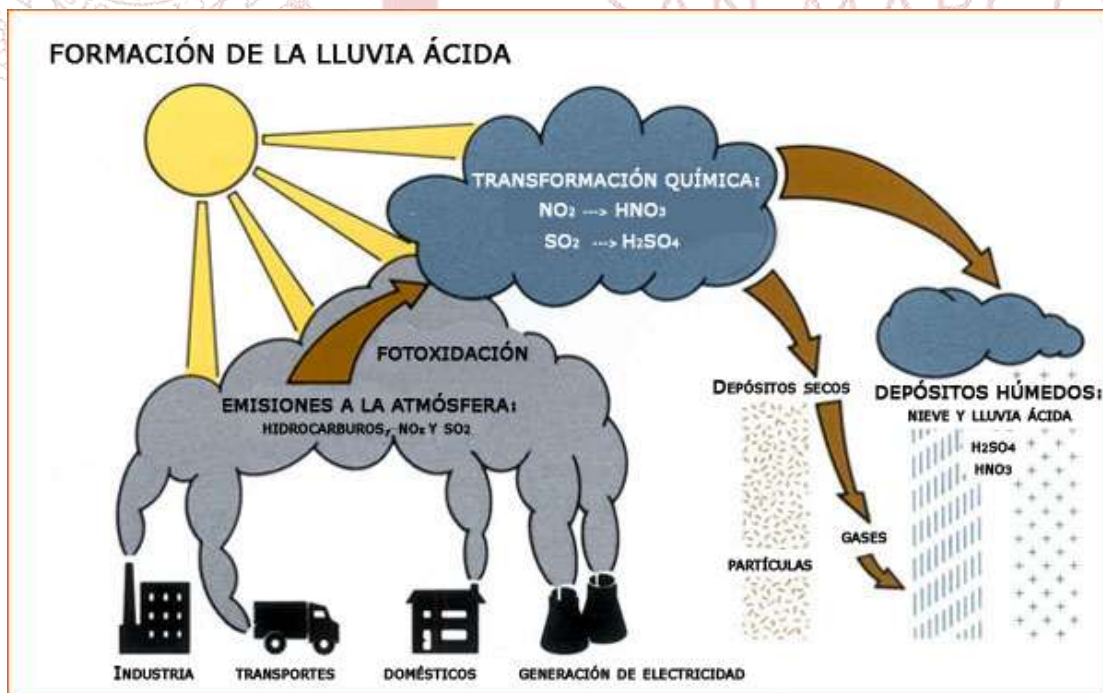 FORMACIÓN DE LA LLUVIA ÁCIDA
TRANSFORMACIÓN QUÍMICA:
NO₂ ---> HNO₃
SO₂ ---> H₂SO₄
FOTOXIDACIÓN
EMISIONES A LA ATMÓSFERA:
HIDROCARBUROS, NOx Y SO2
DEPÓSITOS SECOS
DEPÓSITOS HÚMEDOS:
NIEVE Y LLUVIA ÁCIDA
H2SO4
HNO3
GASES
PARTÍCULAS
INDUSTRIA
TRANSPORTES
DOMÉSTICOS
GENERACIÓN DE ELECTRICIDAD